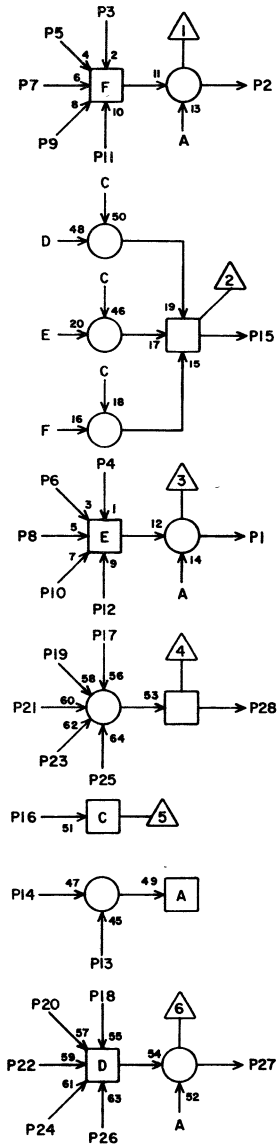 P3
1
P5
4 2
P7 6 F 11 P2
8 10 13
P9
P11 A
C
50
D 48
C 2
46 19
E 20 17 P15
C 15
18
F 16
P4
P6 3
3 1
P8 5 E 12 P1
7 9 14
P10
P12 A
P17
P19 4
58 56
P21 60 53 P28
62 64
P23
P25
P16 C 5
51
P14 47 49 A
45
P13
P18
P20 6
57 55
P22 59 D 54 P27
61 63 52
P24
P26 A